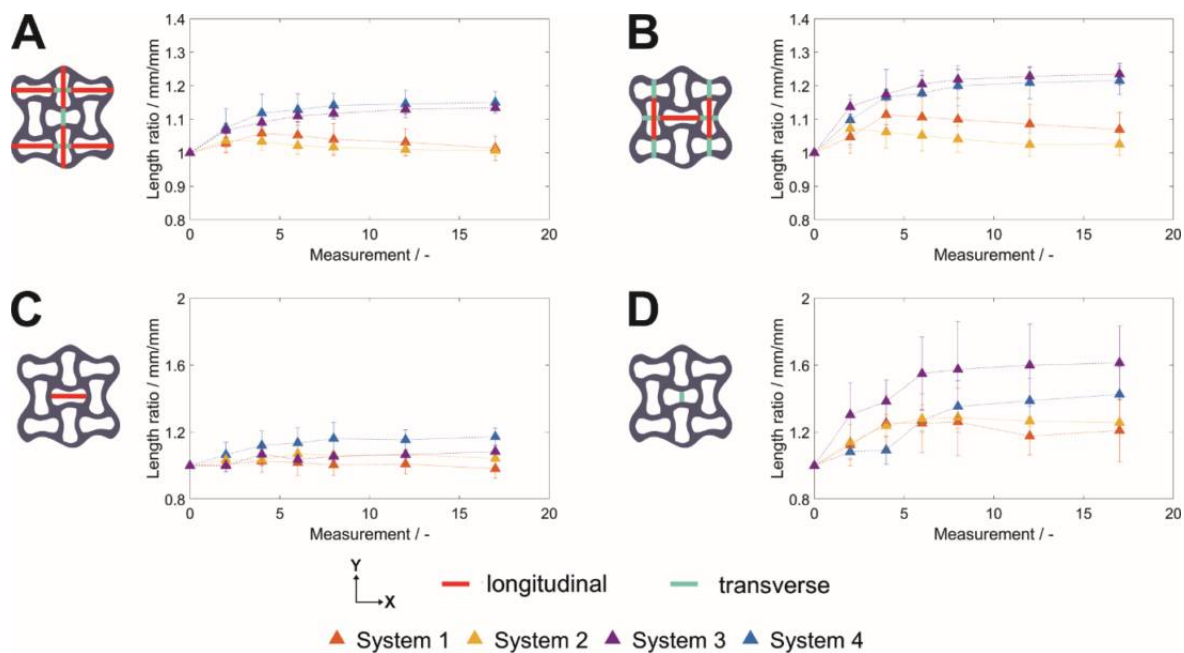 A
1.4
1.3
1.2
1.1
1
0.9
0.8
Length ratio / mm/mm
0 5 10 15 20
Measurement / -
B
1.4
1.3
1.2
1.1
1
0.9
0.8
Length ratio / mm/mm
0 5 10 15 20
Measurement / -
C
2
1.6
1.2
0.8
Length ratio / mm/mm
0 5 10 15 20
Measurement / -
D
2
1.6
1.2
0.8
Length ratio / mm/mm
0 5 10 15 20
Measurement / -
Y
X
longitudinal transverse
System 1 System 2 System 3 System 4